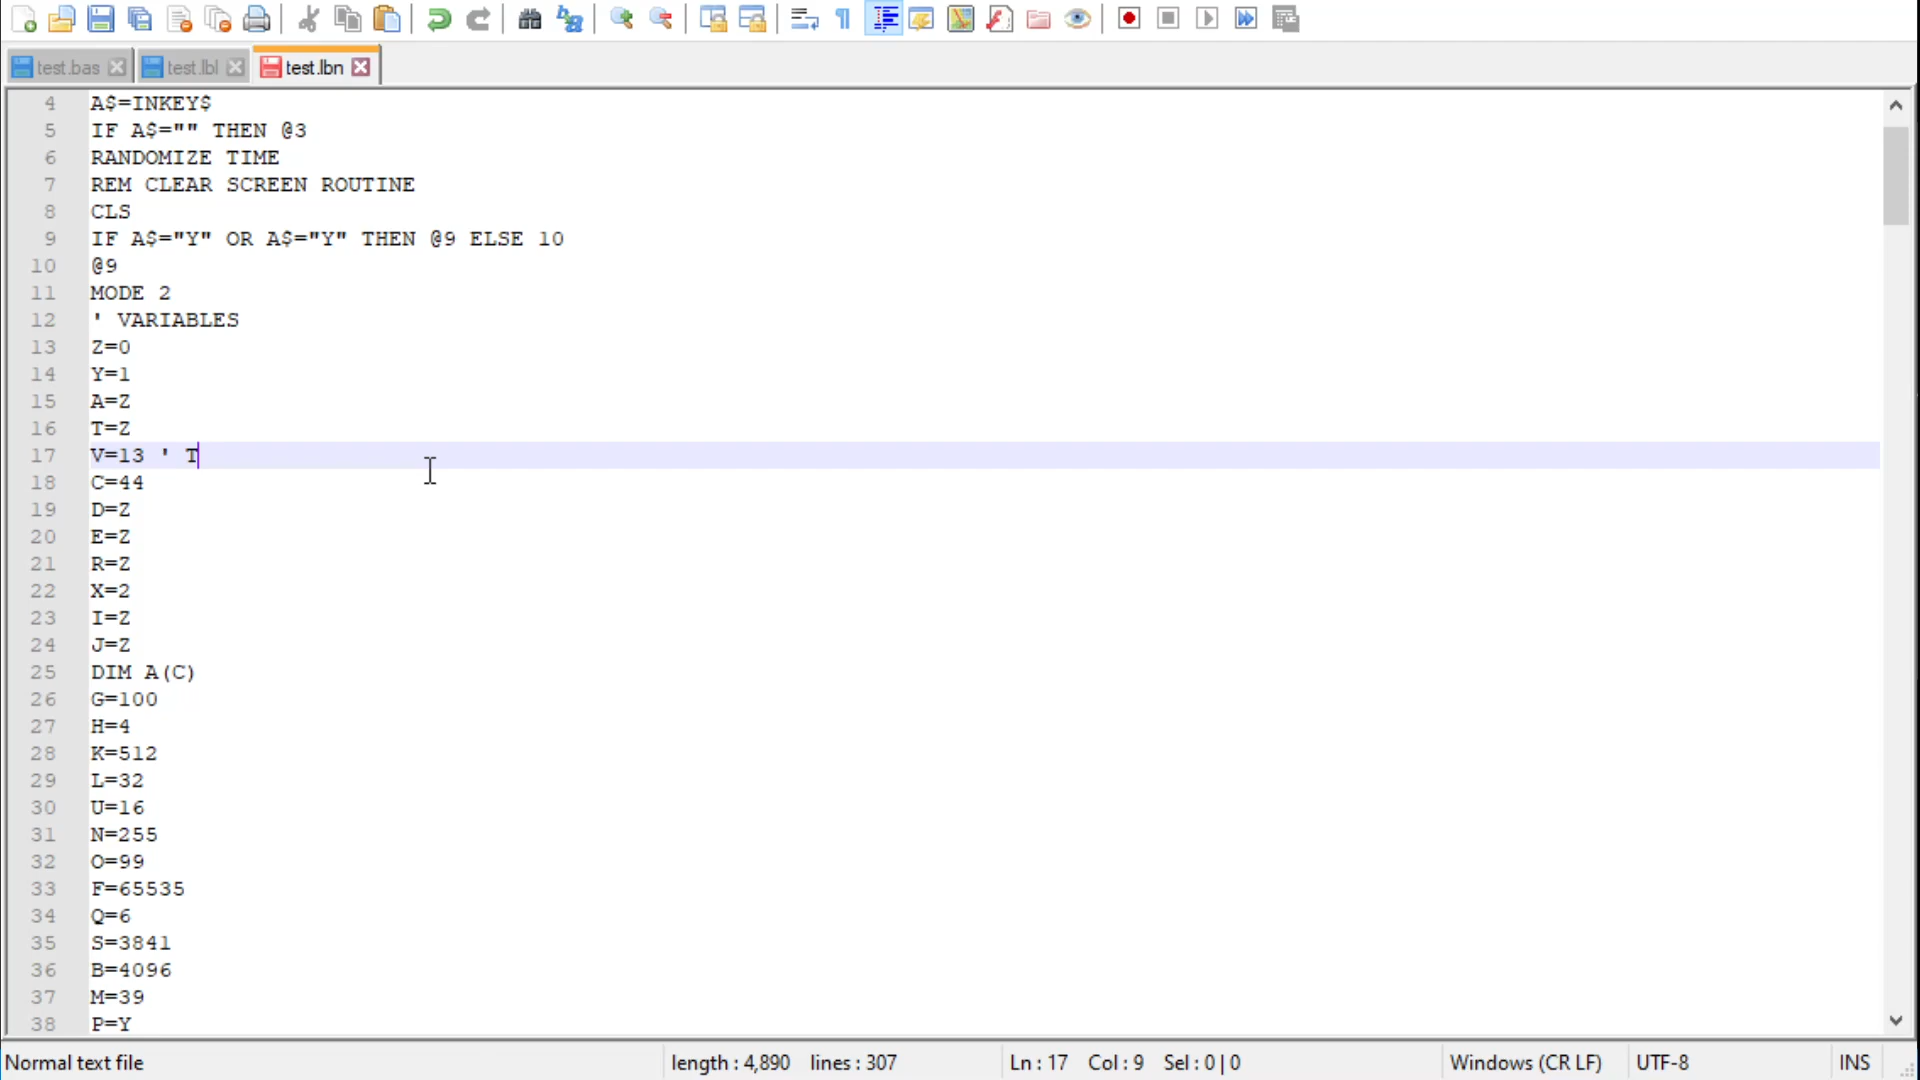 test.bas
test.lbl
test.lbn
4 A$=INKEY$
5 IF A$="" THEN @3
6 RANDOMIZE TIME
7 REM CLEAR SCREEN ROUTINE
8 CLS
9 IF A$="Y" OR A$="Y" THEN @9 ELSE 10
10 @9
11 MODE 2
12 ' VARIABLES
13 Z=0
14 Y=1
15 A=Z
16 T=Z
17 V=13 ' T
18 C=44
19 D=Z
20 E=Z
21 R=Z
22 X=2
23 I=Z
24 J=Z
25 DIM A(C)
26 G=100
27 H=4
28 K=512
29 L=32
30 U=16
31 N=255
32 O=99
33 F=65535
34 Q=6
35 S=3841
36 B=4096
37 M=39
38 P=Y
Normal text file
length : 4,890 lines : 307
Ln : 17 Col : 9 Sel : 0 | 0
Windows (CR LF)
UTF-8
INS